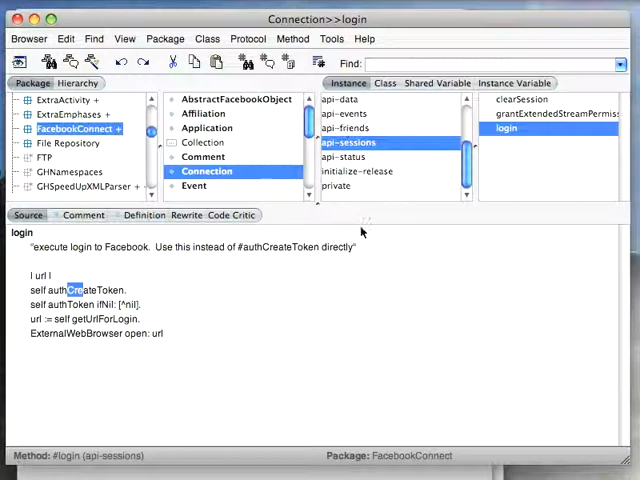 Connection>>login
Browser Edit Find View Package Class Protocol Method Tools Help
Find:
Package Hierarchy Instance Class Shared Variable Instance Variable
ExtraActivity +
ExtraEmphases +
FacebookConnect +
File Repository
FTP
GHNamespaces
GHSpeedUpXMLParser +
AbstractFacebookObject
Affiliation
Application
Collection
Comment
Connection
Event
api-data
api-events
api-friends
api-sessions
api-status
initialize-release
private
clearSession
grantExtendedStreamPermiss
login
Source Comment Definition Rewrite Code Critic
login
"execute login to Facebook. Use this instead of #authCreateToken directly"
| url |
self authCreateToken.
self authToken ifNil: [^nil].
url := self getUrlForLogin.
ExternalWebBrowser open: url
Method: #login (api-sessions) Package: FacebookConnect